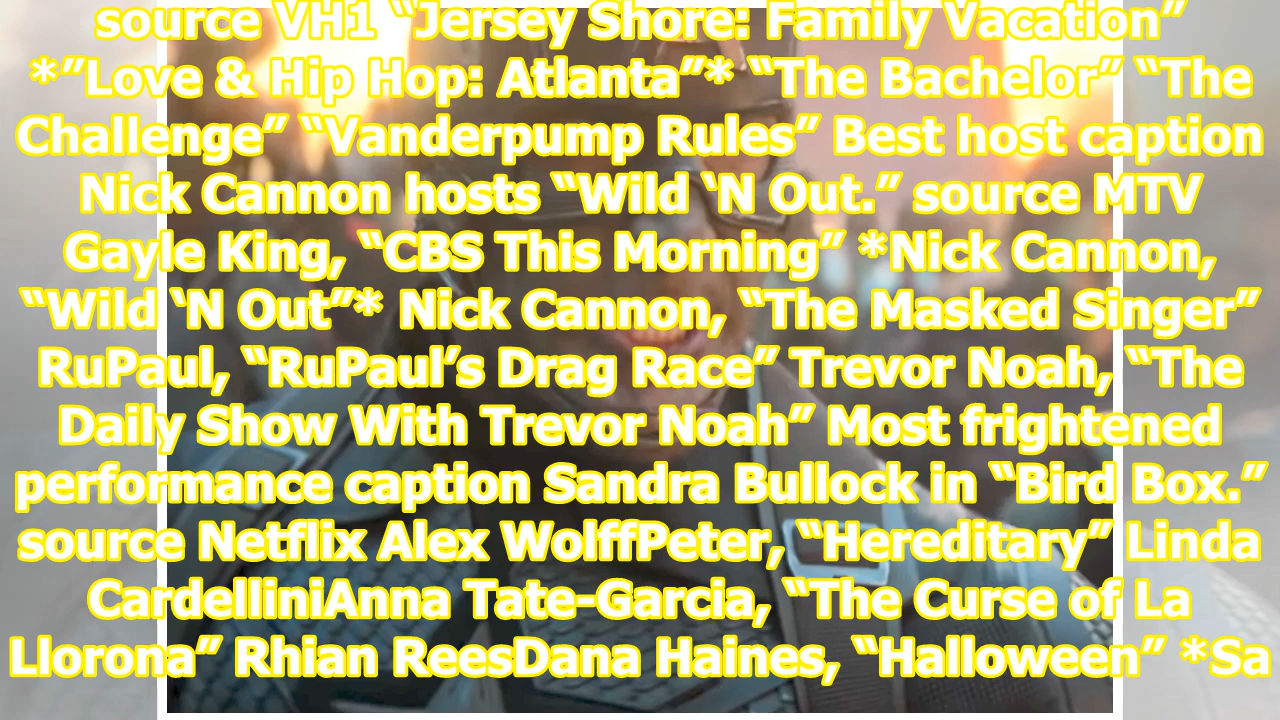 source VH1 “Jersey Shore: Family Vacation”
*”Love & Hip Hop: Atlanta”* “The Bachelor” “The
Challenge” “Vanderpump Rules” Best host caption
Nick Cannon hosts “Wild ‘N Out.” source MTV
Gayle King, “CBS This Morning” *Nick Cannon,
“Wild ‘N Out”* Nick Cannon, “The Masked Singer”
RuPaul, “RuPaul’s Drag Race” Trevor Noah, “The
Daily Show With Trevor Noah” Most frightened
performance caption Sandra Bullock in “Bird Box.”
source Netflix Alex WolffPeter, “Hereditary” Linda
CardelliniAnna Tate-Garcia, “The Curse of La
Llorona” Rhian ReesDana Haines, “Halloween” *Sa